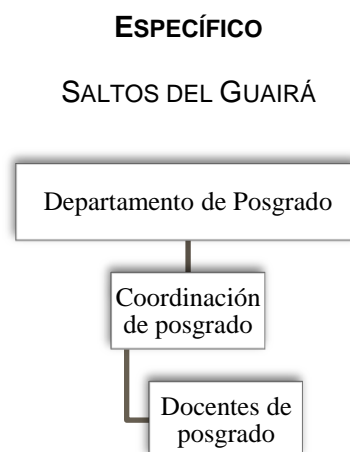 ESPECÍFICO
SALTOS DEL GUAIRÁ
Departamento de Posgrado
Coordinación
de posgrado
Docentes de
posgrado